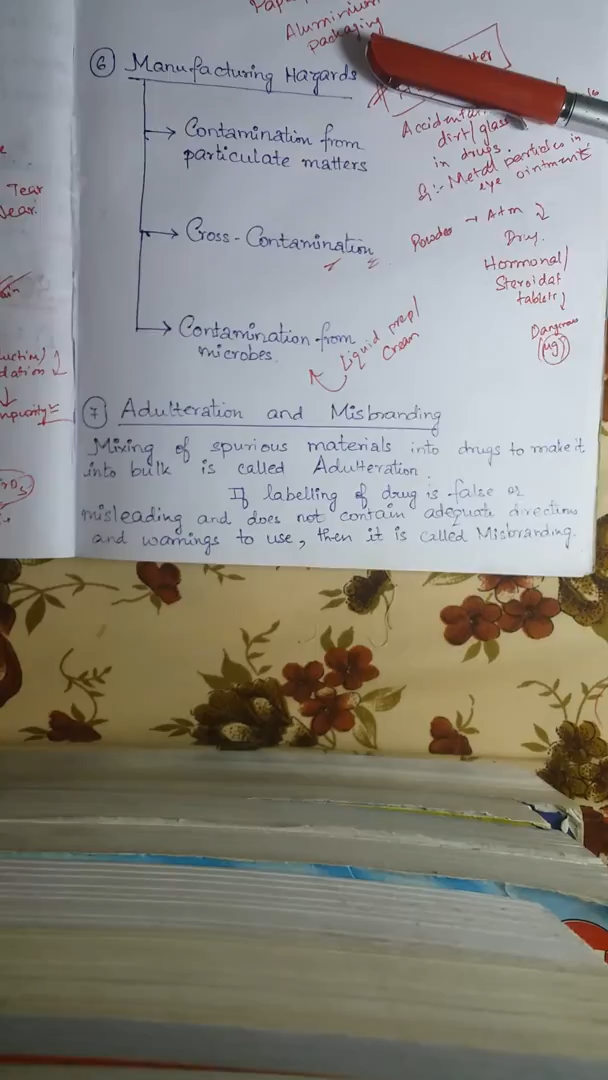 Aluminium
packaging
⑥ Manufacturing Hazards
→ Contamination from
particulate matters
Accidental
dirt/glass
in drugs
Eg:- Metal particles in
eye ointments
→ Cross-Contamination
Powder → Atm ↓
Dry.
Hormonal/
Steroidal
tablets↓
Dangerous
(µg)
→ Contamination from
microbes.
Liquid prep/
Cream
⑦ Adulteration and Misbranding
Mixing of spurious materials into drugs to make it
into bulk is called Adulteration.
If labelling of drug is false or
misleading and does not contain adequate directions
and warnings to use, then it is called Misbranding.
Tear
Wear.